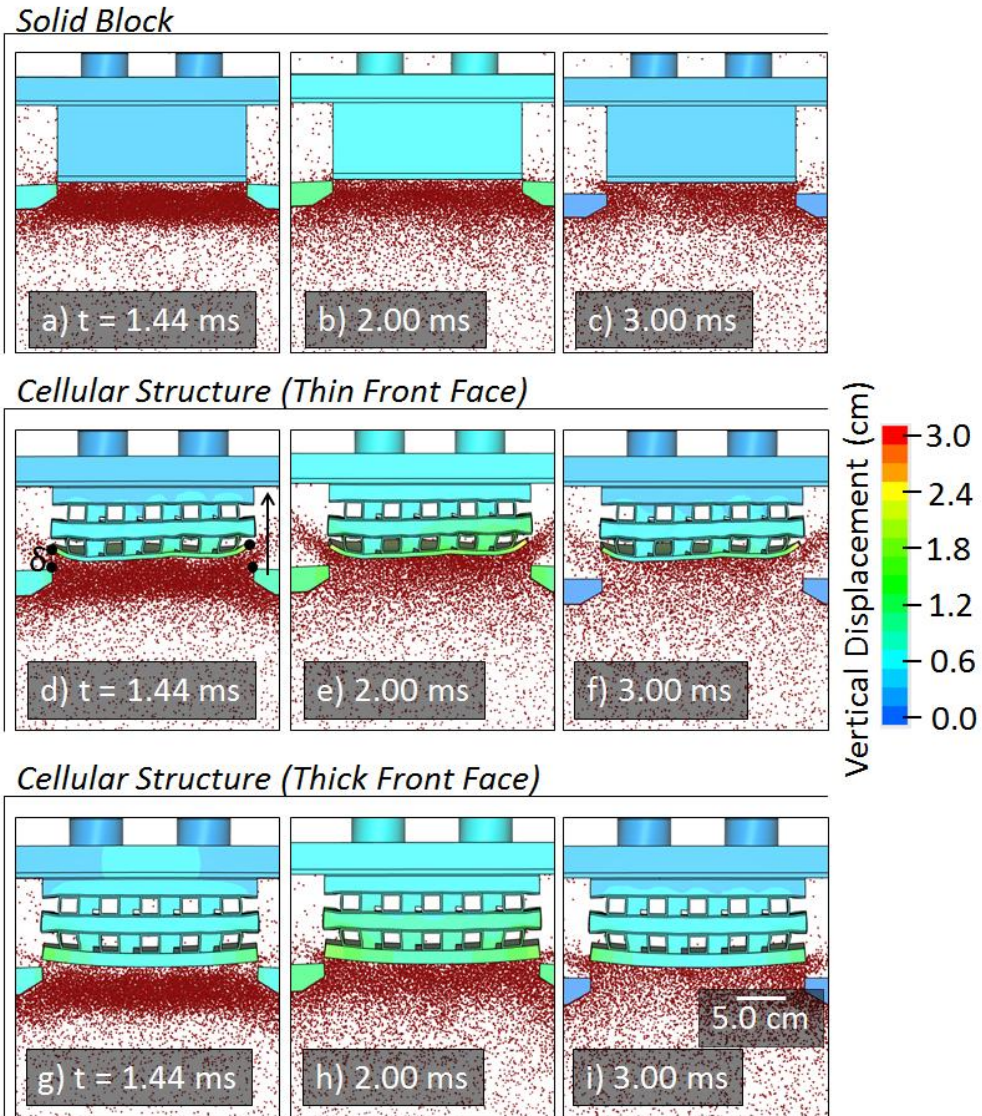 Solid Block
a) t = 1.44 ms
b) 2.00 ms
c) 3.00 ms
Cellular Structure (Thin Front Face)
δ
d) t = 1.44 ms
e) 2.00 ms
f) 3.00 ms
Vertical Displacement (cm)
3.0
2.4
1.8
1.2
0.6
0.0
Cellular Structure (Thick Front Face)
5.0 cm
g) t = 1.44 ms
h) 2.00 ms
i) 3.00 ms